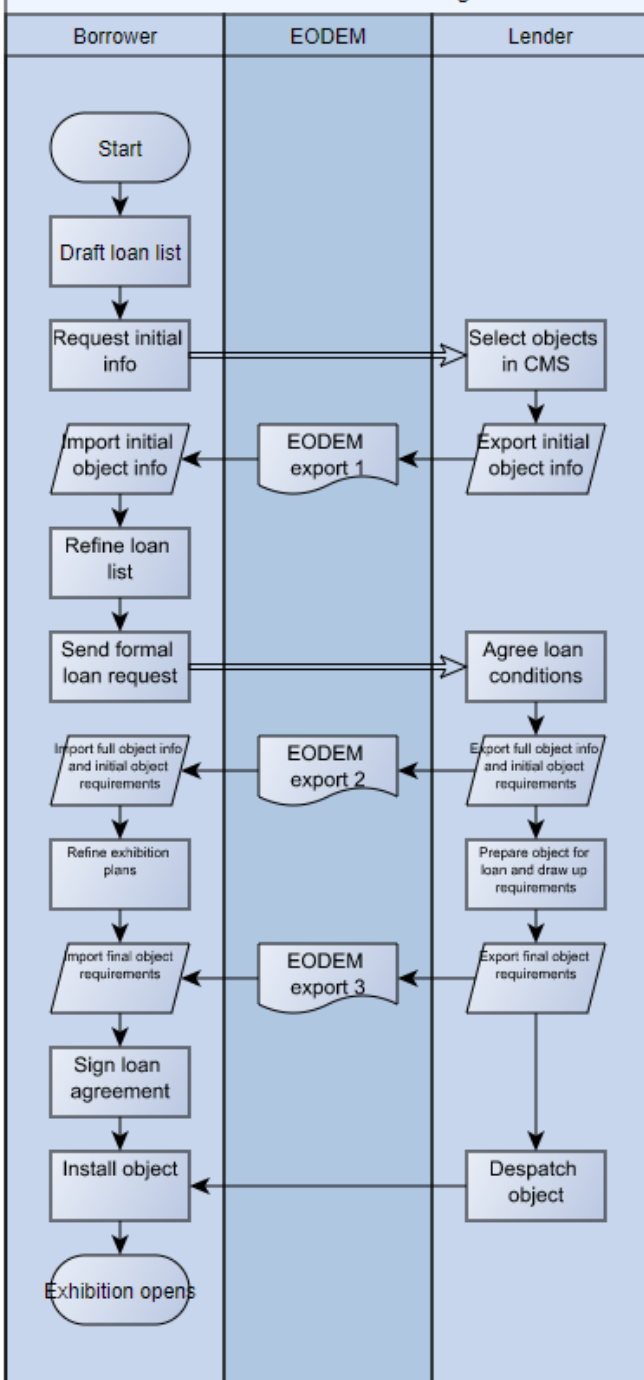 Borrower
EODEM
Lender
Start
Draft loan list
Request initial
info
Select objects
in CMS
Import initial
object info
EODEM
export 1
Export initial
object info
Refine loan
list
Send formal
loan request
Agree loan
conditions
Import full object info
and initial object
requirements
EODEM
export 2
Export full object info
and initial object
requirements
Refine exhibition
plans
Prepare object for
loan and draw up
requirements
Import final object
requirements
EODEM
export 3
Export final object
requirements
Sign loan
agreement
Install object
Despatch
object
Exhibition opens